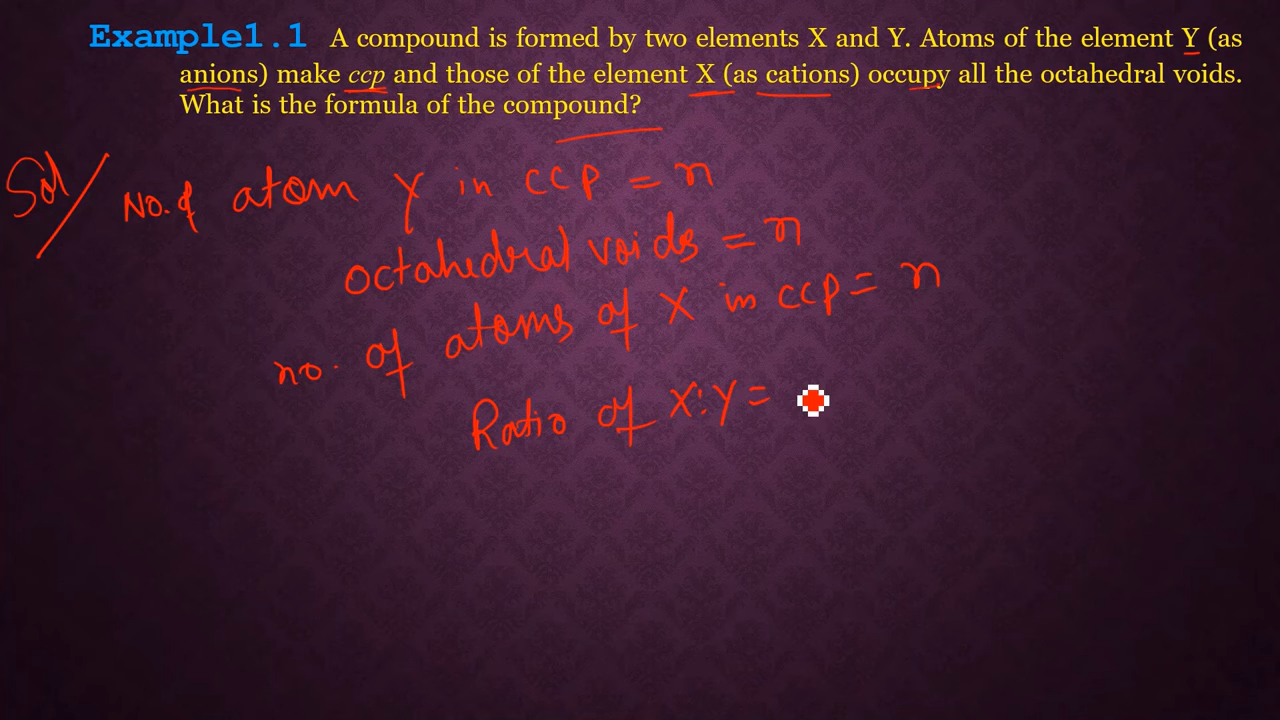 Example1.1 A compound is formed by two elements X and Y. Atoms of the element Y (as
anions) make ccp and those of the element X (as cations) occupy all the octahedral voids.
What is the formula of the compound?
Sol/ No. of atom Y in ccp = n
octahedral voids = n
no. of atoms of X in ccp = n
Ratio of X:Y =